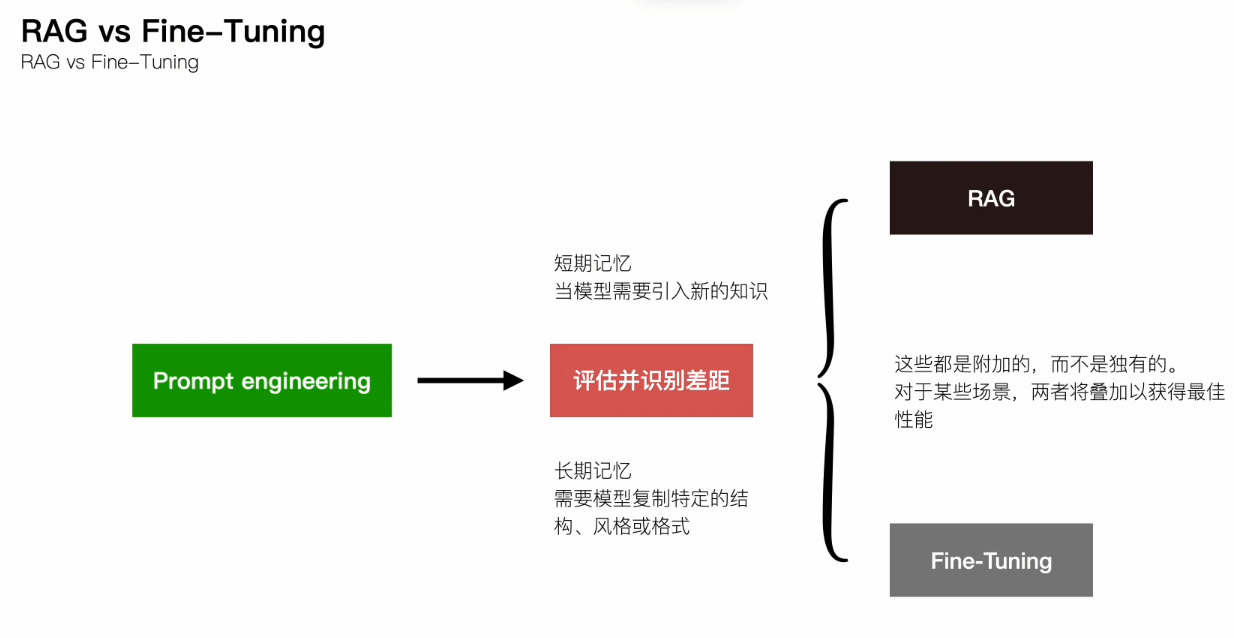 RAG vs Fine-Tuning
RAG vs Fine-Tuning
RAG
短期记忆
当模型需要引入新的知识
Prompt engineering
评估并识别差距
这些都是附加的，而不是独有的。
对于某些场景，两者将叠加以获得最佳
性能
长期记忆
需要模型复制特定的结
构、风格或格式
Fine-Tuning